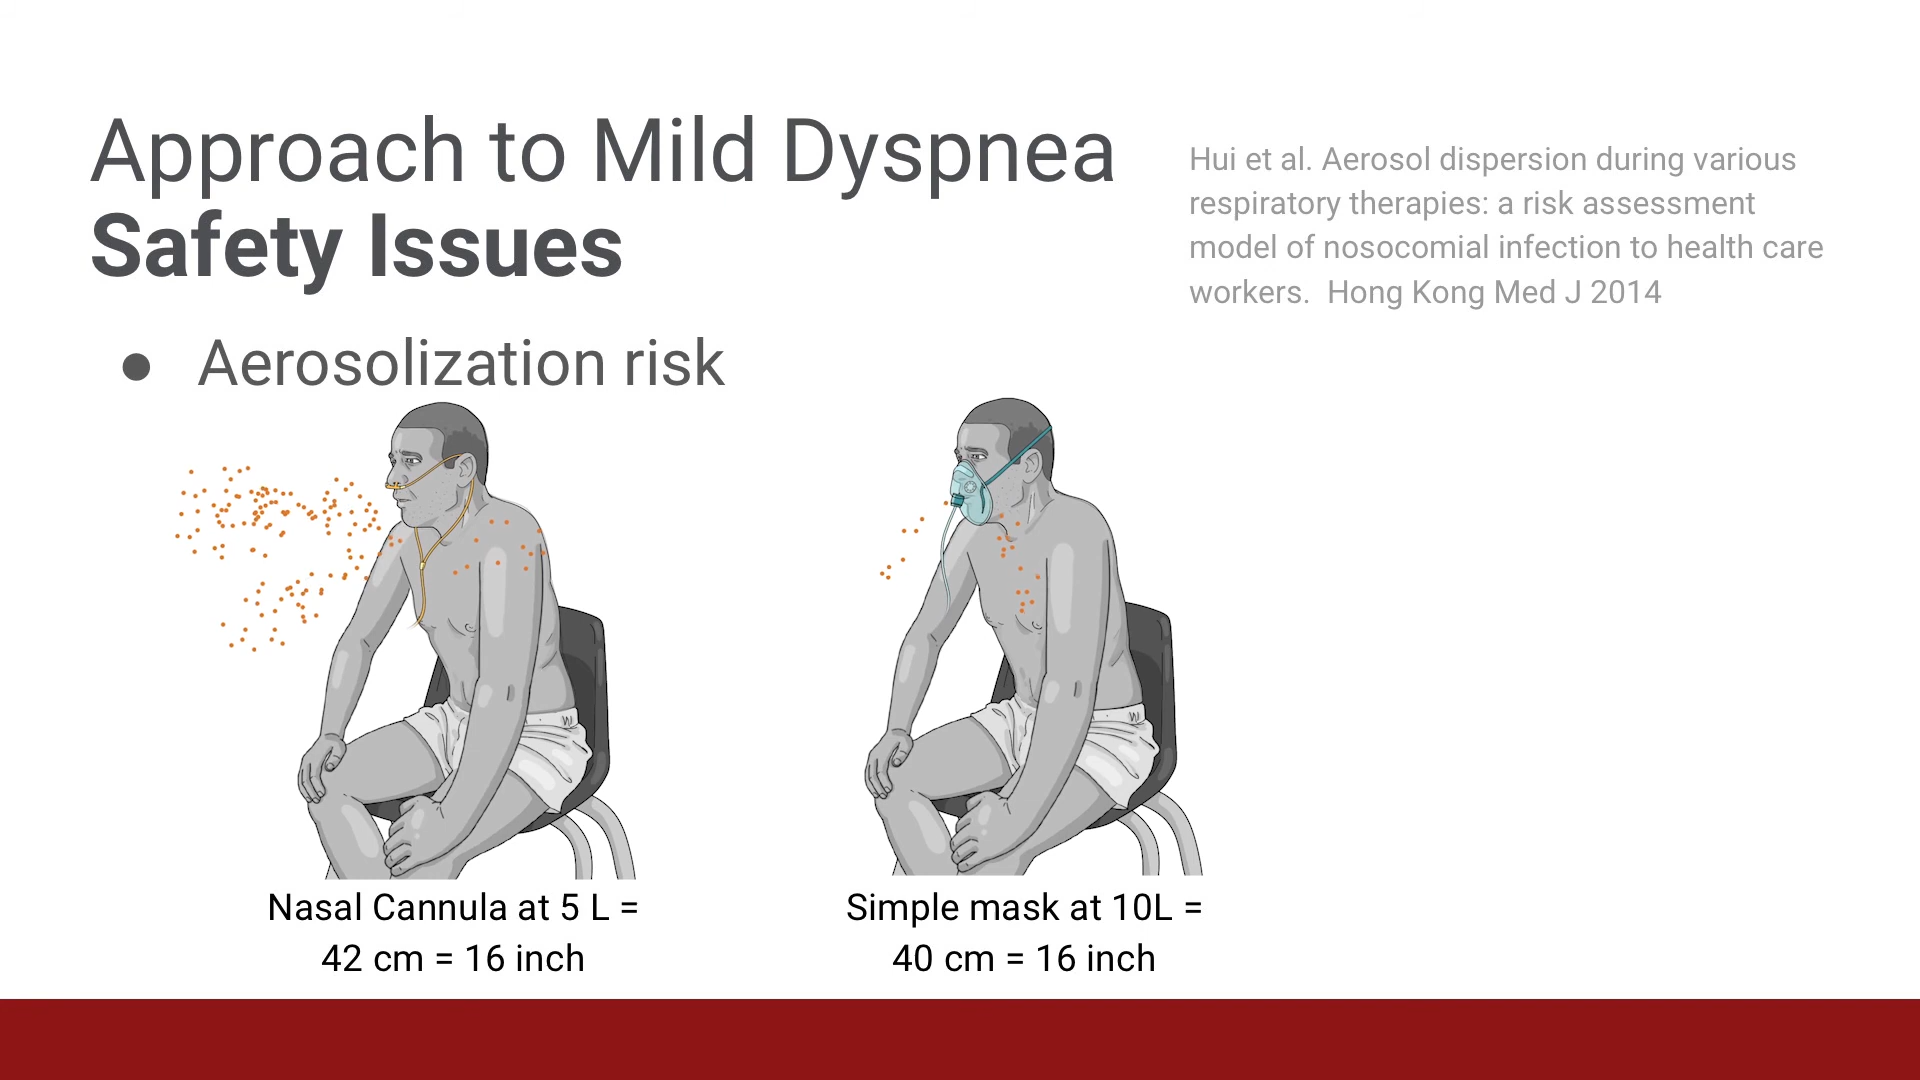 Approach to Mild Dyspnea
Safety Issues
Hui et al. Aerosol dispersion during various
respiratory therapies: a risk assessment
model of nosocomial infection to health care
workers.  Hong Kong Med J 2014
● Aerosolization risk
Nasal Cannula at 5 L =
42 cm = 16 inch
Simple mask at 10L =
40 cm = 16 inch